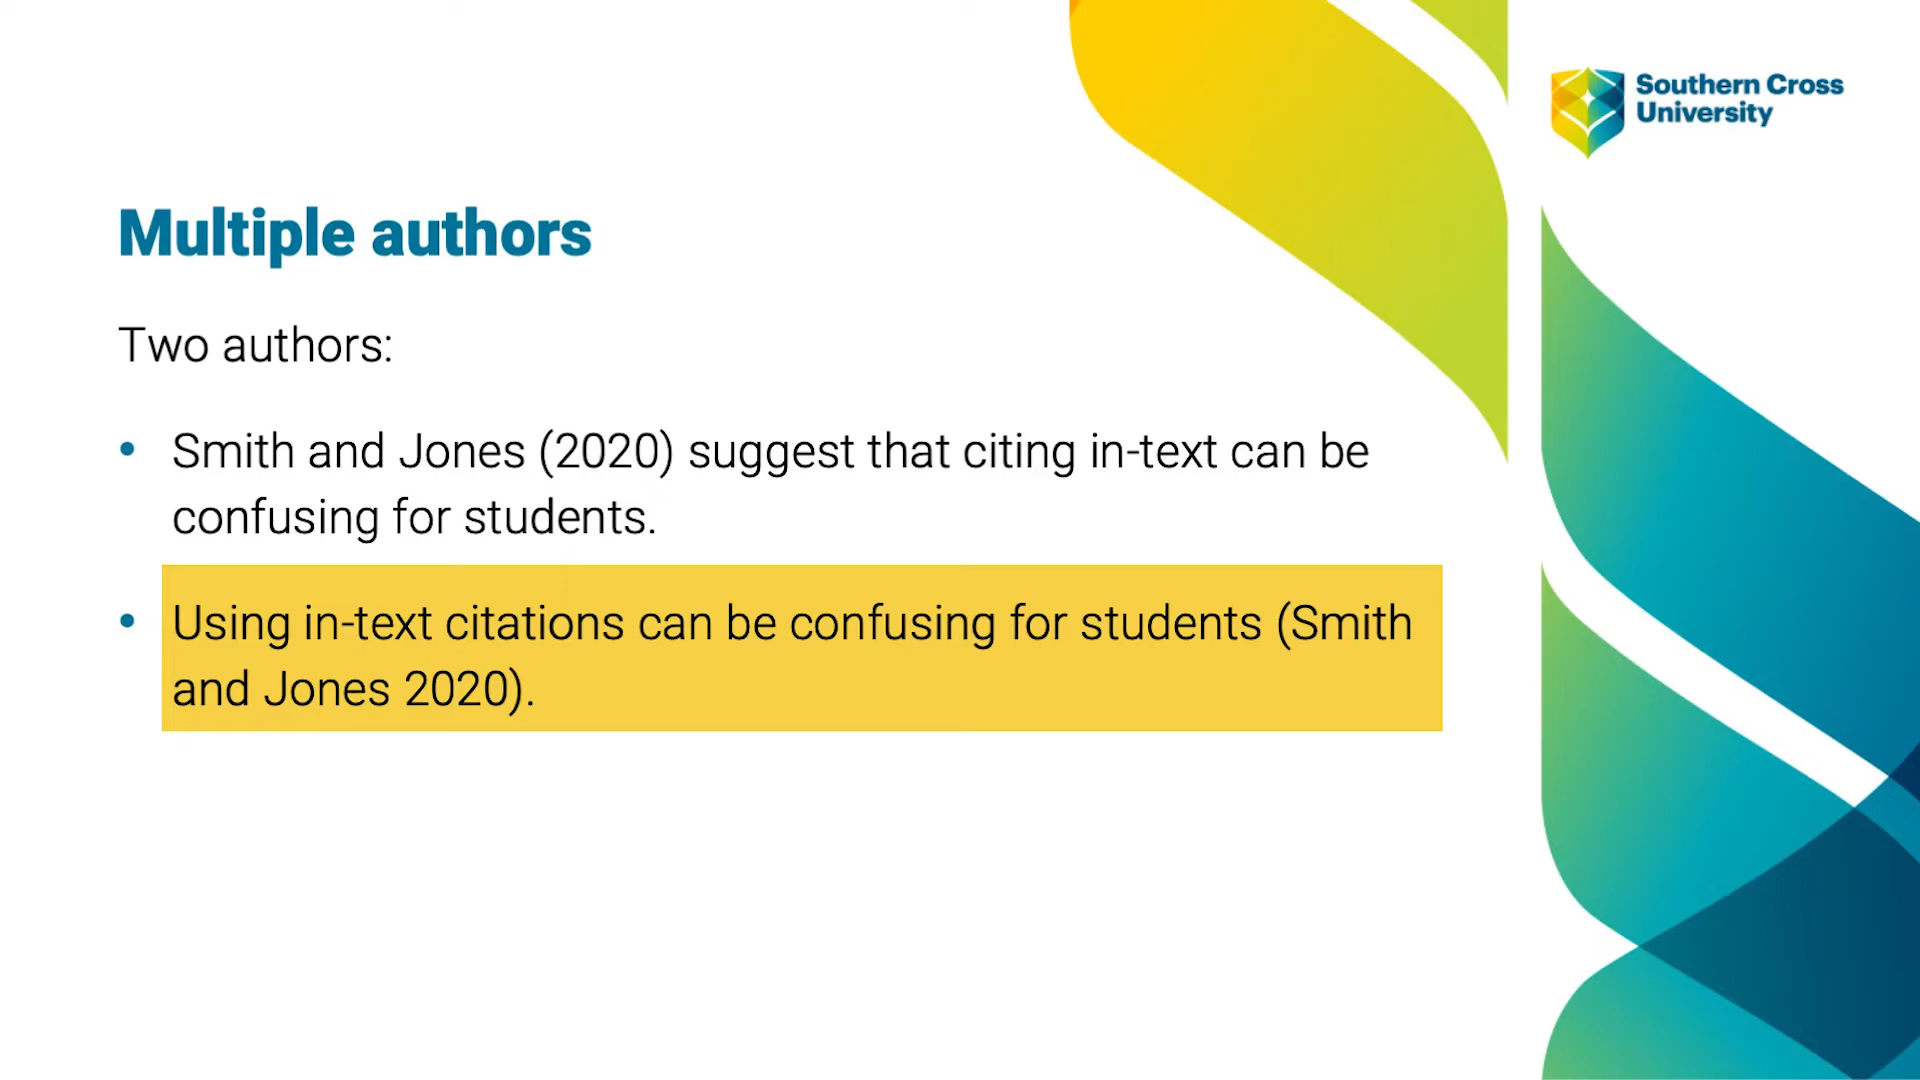 Southern Cross
University
Multiple authors
Two authors:
• Smith and Jones (2020) suggest that citing in-text can be
confusing for students.
• Using in-text citations can be confusing for students (Smith
and Jones 2020).